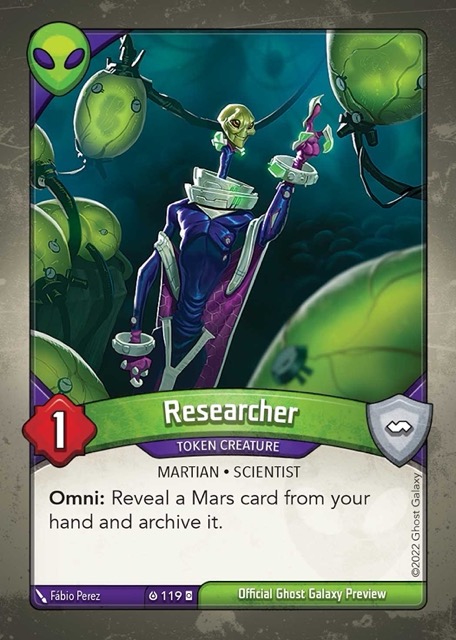 Researcher
1
TOKEN CREATURE
MARTIAN • SCIENTIST
Omni: Reveal a Mars card from your
hand and archive it.
©2022 Ghost Galaxy
Fábio Perez
119
Official Ghost Galaxy Preview